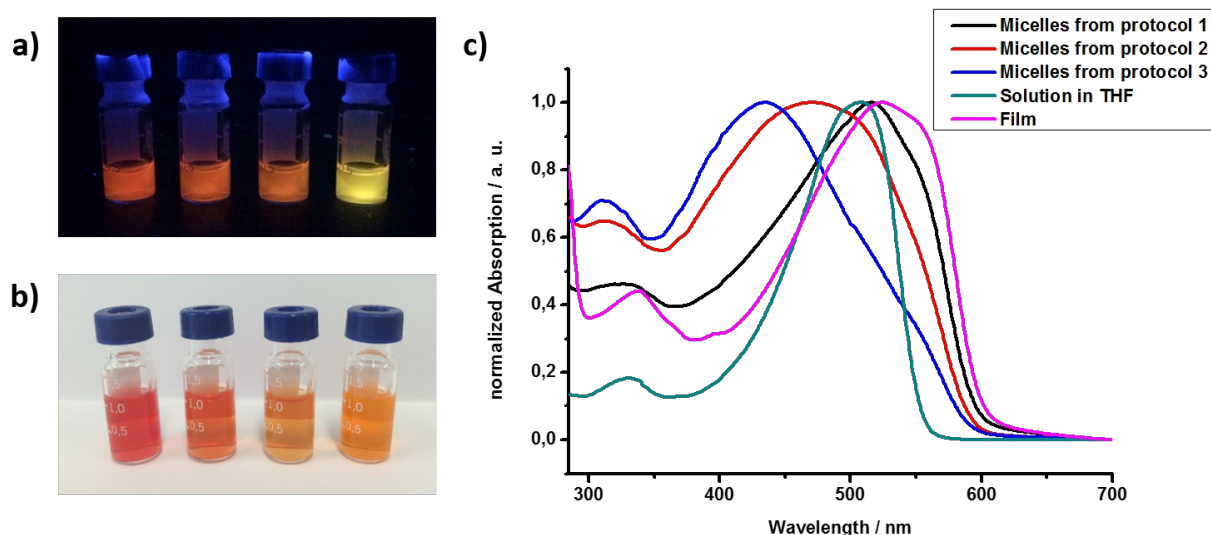 a)
b)
1,5
1,0
0,5
1,5
1,0
0,5
1,5
1,0
0,5
1,5
1,0
0,5
c)
Micelles from protocol 1
Micelles from protocol 2
Micelles from protocol 3
Solution in THF
Film
normalized Absorption / a. u.
1,0
0,8
0,6
0,4
0,2
0,0
300
400
500
600
700
Wavelength / nm